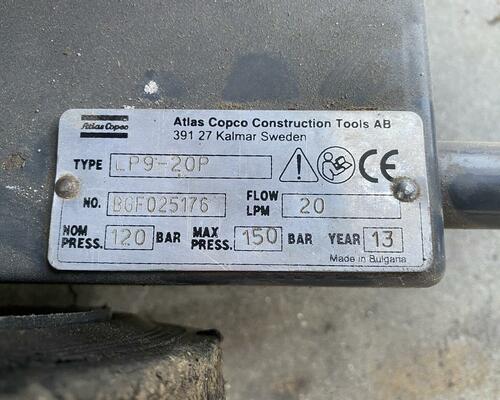 Atlas Copco
Atlas Copco Construction Tools AB
391 27 Kalmar Sweden
TYPE LP9-20P
CE
NO. BGF025176 FLOW LPM 20
NOM PRESS. 120 BAR MAX PRESS. 150 BAR YEAR 13
Made in Bulgaria